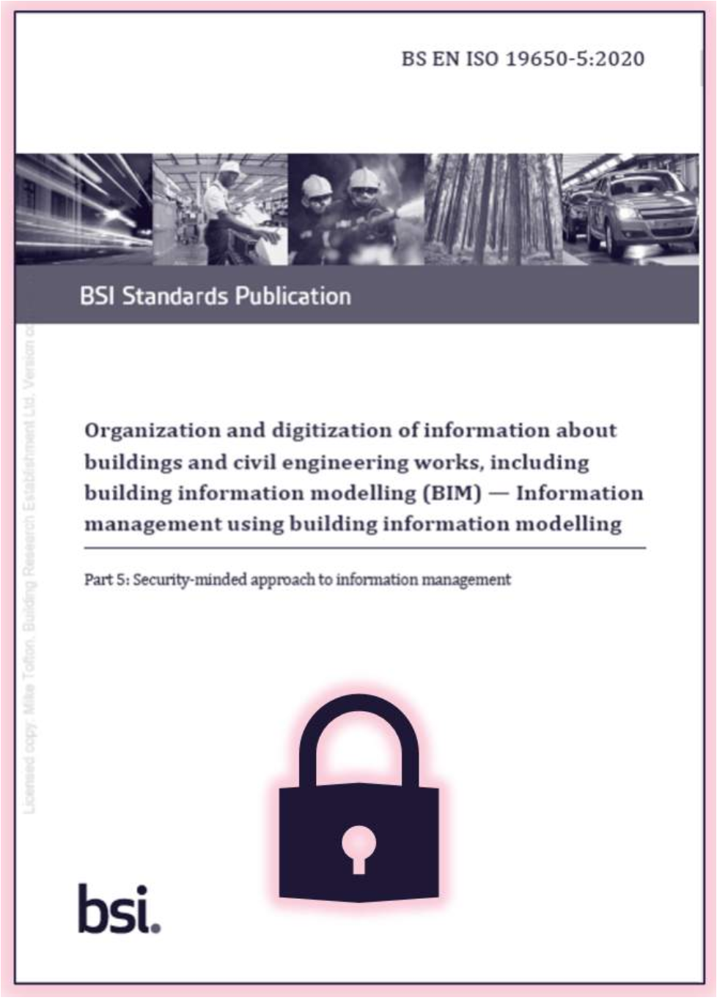 BS EN ISO 19650-5:2020
BSI Standards Publication
Organization and digitization of information about
buildings and civil engineering works, including
building information modelling (BIM) — Information
management using building information modelling
Part 5: Security-minded approach to information management
bsi.
Licensed copy: Mike Tofton, Building Research Establishment Ltd, Version